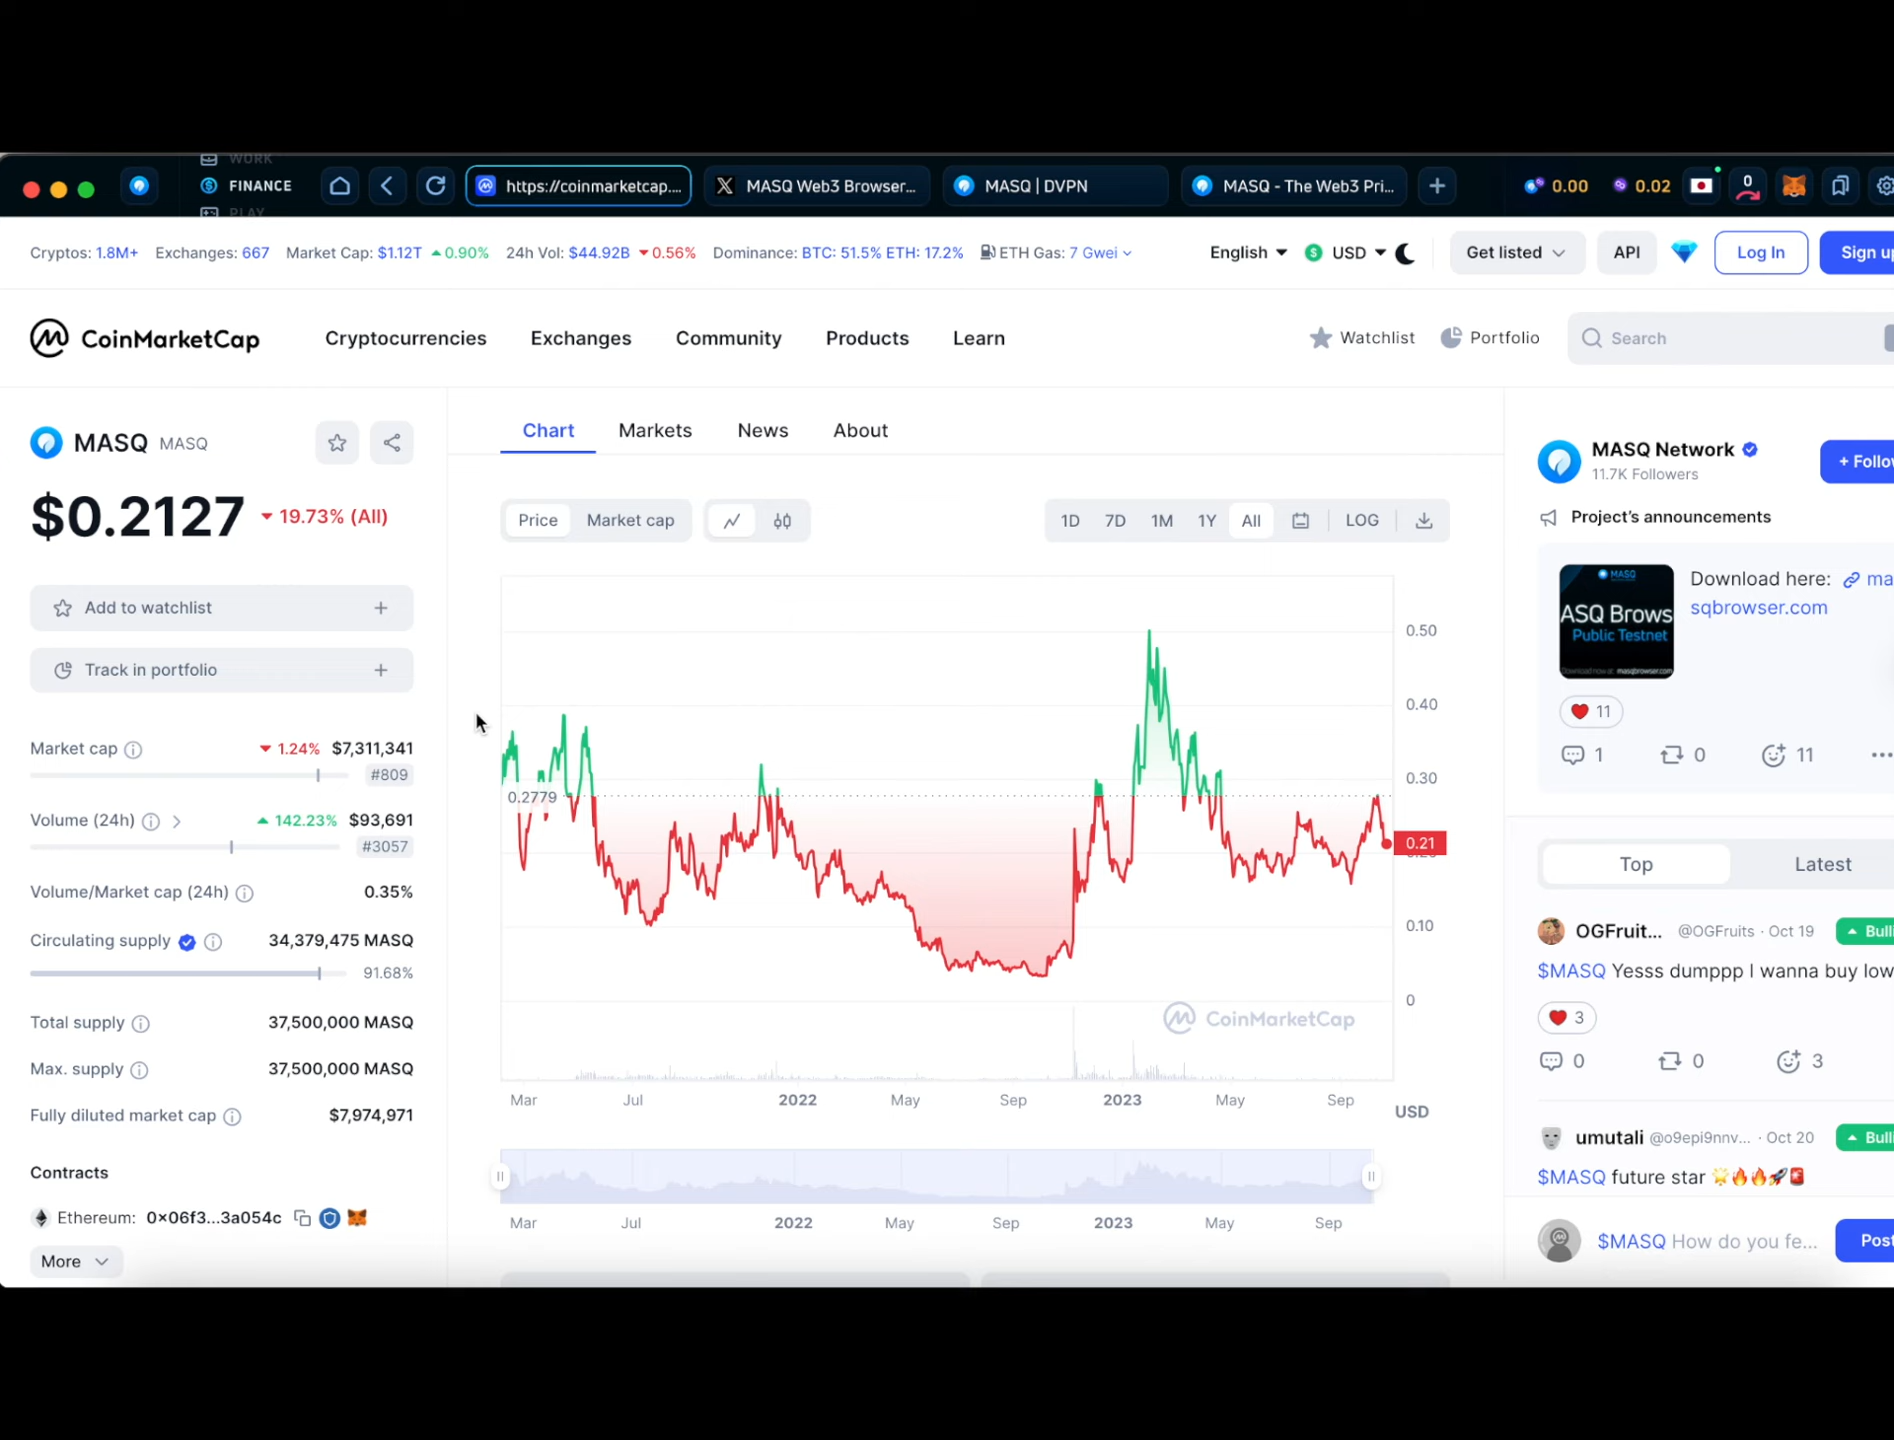 WORK
FINANCE
PLAY
https://coinmarketcap....
MASQ Web3 Browser...
MASQ | DVPN
MASQ - The Web3 Pri...
0.00
0.02
0
Cryptos: 1.8M+ Exchanges: 667 Market Cap: $1.12T 0.90% 24h Vol: $44.92B 0.56% Dominance: BTC: 51.5% ETH: 17.2% ETH Gas: 7 Gwei
English USD Get listed API Log In Sign up
CoinMarketCap
Cryptocurrencies Exchanges Community Products Learn
Watchlist Portfolio Search
MASQ MASQ
$0.2127 19.73% (All)
Add to watchlist
Track in portfolio
Market cap 1.24% $7,311,341
#809
Volume (24h) 142.23% $93,691
#3057
Volume/Market cap (24h) 0.35%
Circulating supply 34,379,475 MASQ
91.68%
Total supply 37,500,000 MASQ
Max. supply 37,500,000 MASQ
Fully diluted market cap $7,974,971
Contracts
Ethereum: 0x06f3...3a054c
More
Chart Markets News About
Price Market cap
1D 7D 1M 1Y All LOG
0.50
0.40
0.30
0.2779
0.21
0.10
0
CoinMarketCap
Mar Jul 2022 May Sep 2023 May Sep
USD
Mar Jul 2022 May Sep 2023 May Sep
MASQ Network
11.7K Followers
+ Follow
Project's announcements
MASQ
ASQ Brows
Public Testnet
Download here: ma
sqbrowser.com
11
1 0 11
Top Latest
OGFruit... @OGFruits · Oct 19 Bulli
$MASQ Yesss dumppp I wanna buy low
3
0 0 3
umutali @o9epi9nnv... · Oct 20 Bulli
$MASQ future star
$MASQ How do you fe...
Post